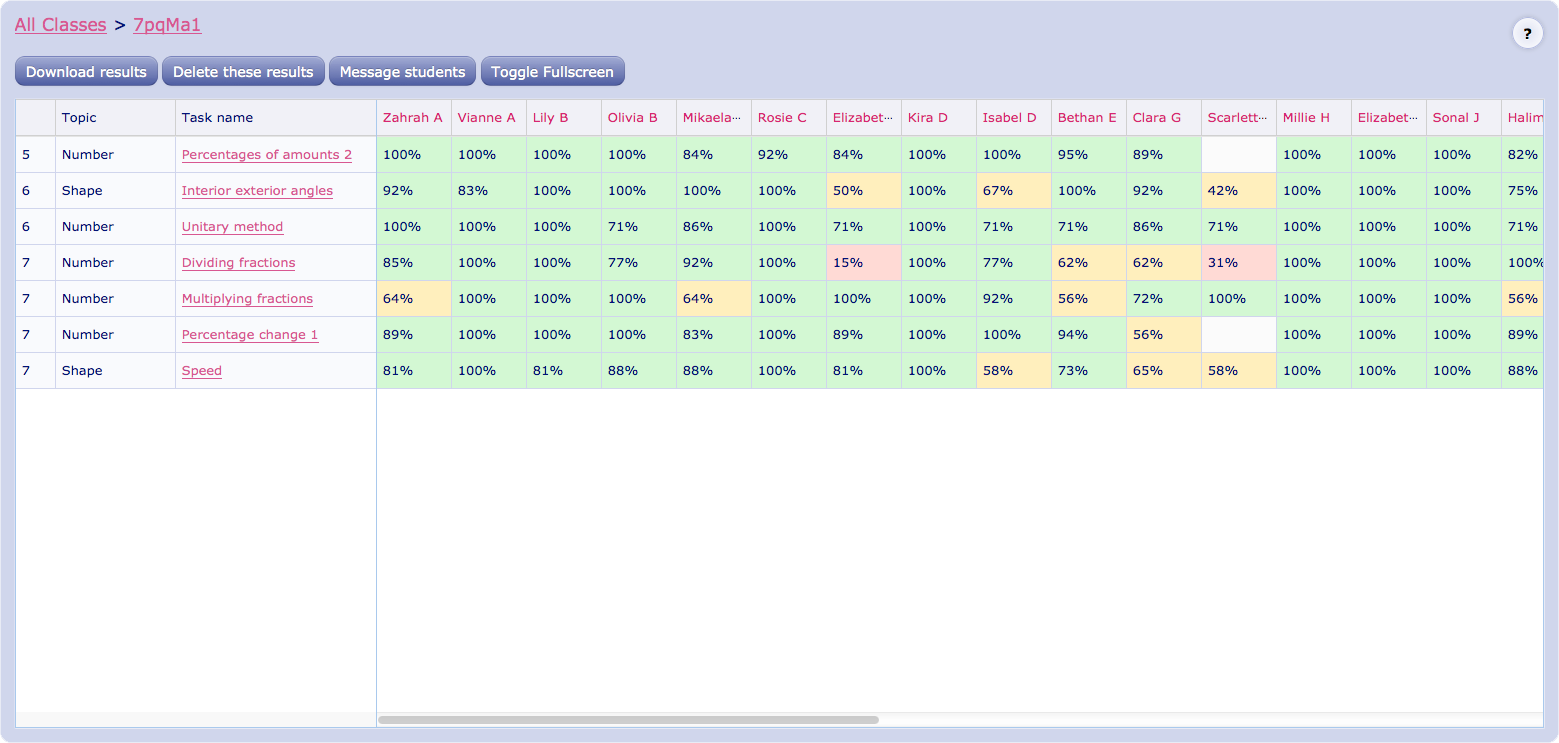 All Classes > 7pqMa1
?
Download results Delete these results Message students Toggle Fullscreen
Topic Task name Zahrah A Vianne A Lily B Olivia B Mikaela... Rosie C Elizabet... Kira D Isabel D Bethan E Clara G Scarlett... Millie H Elizabet... Sonal J Halim
5 Number Percentages of amounts 2 100% 100% 100% 100% 84% 92% 84% 100% 100% 95% 89% 100% 100% 100% 82%
6 Shape Interior exterior angles 92% 83% 100% 100% 100% 100% 50% 100% 67% 100% 92% 42% 100% 100% 100% 75%
6 Number Unitary method 100% 100% 100% 71% 86% 100% 71% 100% 71% 71% 86% 71% 100% 100% 100% 71%
7 Number Dividing fractions 85% 100% 100% 77% 92% 100% 15% 100% 77% 62% 62% 31% 100% 100% 100% 100%
7 Number Multiplying fractions 64% 100% 100% 100% 64% 100% 100% 100% 92% 56% 72% 100% 100% 100% 100% 56%
7 Number Percentage change 1 89% 100% 100% 100% 83% 89% 89% 100% 100% 94% 56% 100% 100% 100% 89%
7 Shape Speed 81% 100% 81% 88% 88% 100% 81% 100% 58% 73% 65% 58% 100% 100% 100% 88%